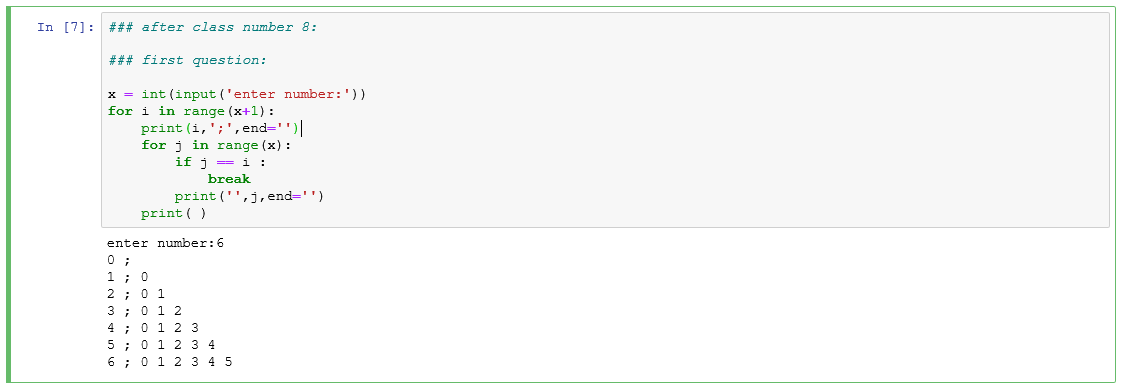 In [7]: ### after class number 8:
### first question:
x = int(input('enter number:'))
for i in range(x+1):
    print(i,';',end='')
    for j in range(x):
        if j == i :
            break
        print('',j,end='')
    print( )
enter number:6
0 ;
1 ; 0
2 ; 0 1
3 ; 0 1 2
4 ; 0 1 2 3
5 ; 0 1 2 3 4
6 ; 0 1 2 3 4 5